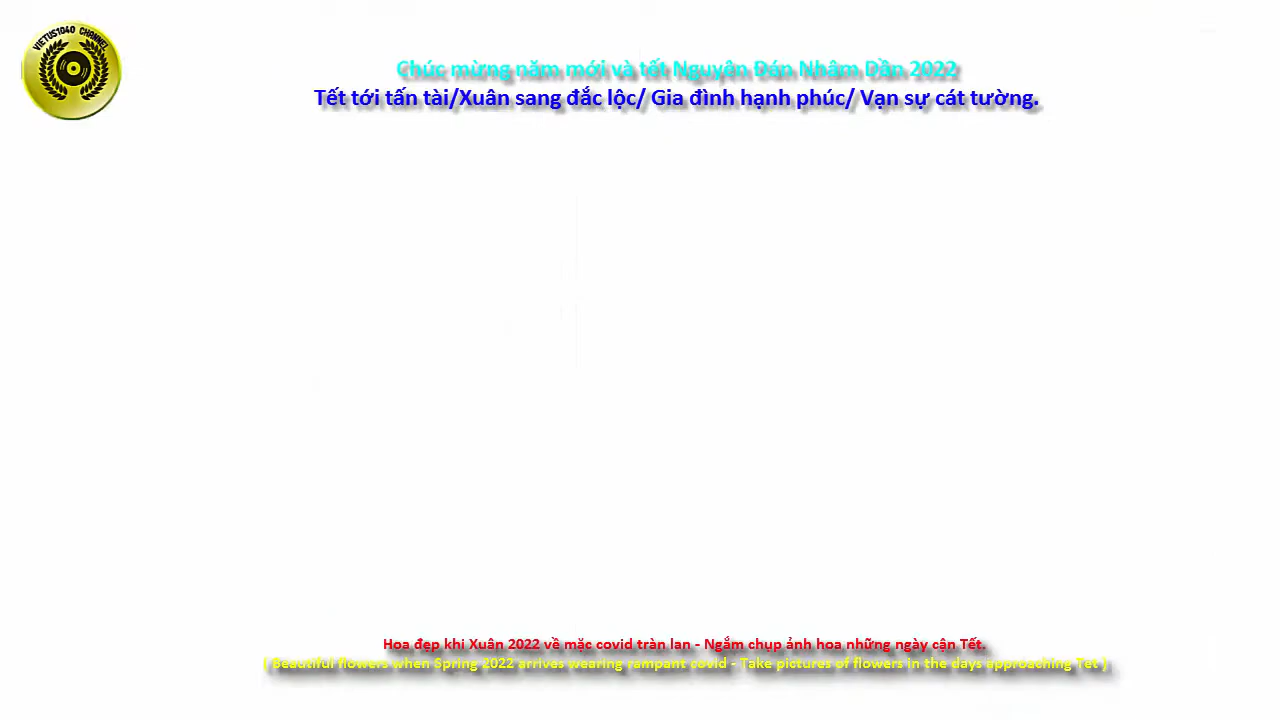 VIETUS1040 CHANNEL
Chúc mừng năm mới và tết Nguyên Đán Nhâm Dần 2022
Tết tới tấn tài/Xuân sang đắc lộc/ Gia đình hạnh phúc/ Vạn sự cát tường.
Hoa đẹp khi Xuân 2022 về mặc covid tràn lan - Ngắm chụp ảnh hoa những ngày cận Tết.
( Beautiful flowers when Spring 2022 arrives wearing rampant covid - Take pictures of flowers in the days approaching Tet )